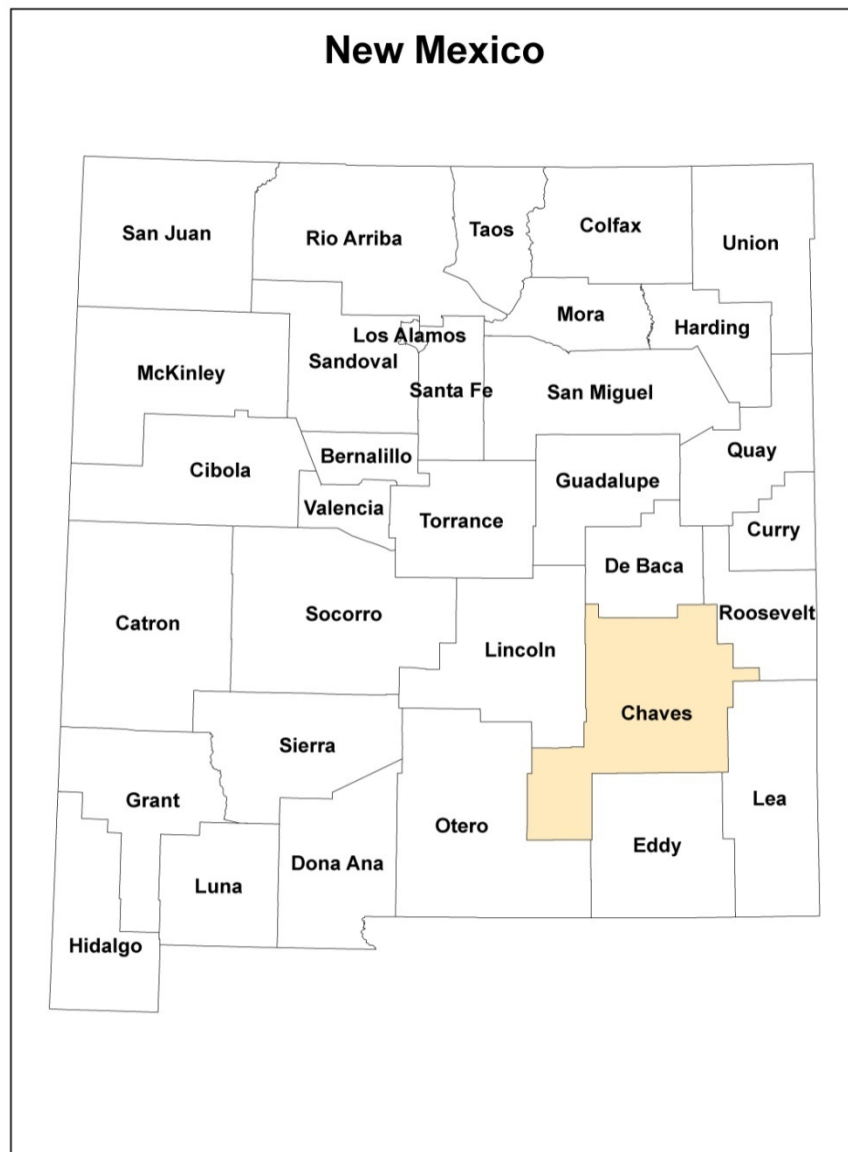 New Mexico
San Juan
Rio Arriba
Taos
Colfax
Union
Mora
Harding
Los Alamos
Sandoval
McKinley
Santa Fe
San Miguel
Quay
Cibola
Bernalillo
Guadalupe
Valencia
Torrance
Curry
De Baca
Roosevelt
Catron
Socorro
Lincoln
Chaves
Sierra
Grant
Otero
Lea
Eddy
Dona Ana
Luna
Hidalgo